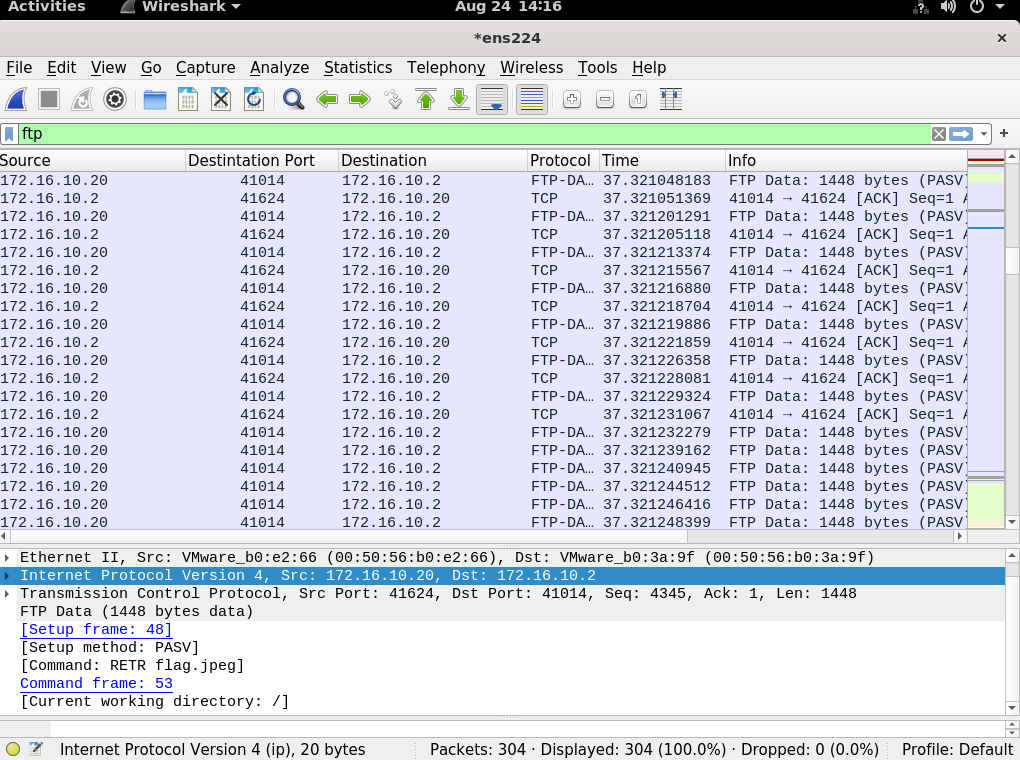 Activities Wireshark Aug 24 14:16
*ens224 ×
File Edit View Go Capture Analyze Statistics Telephony Wireless Tools Help
ftp +
Source Destintation Port Destination Protocol Time Info
172.16.10.20 41014 172.16.10.2 FTP-DA… 37.321048183 FTP Data: 1448 bytes (PASV)
172.16.10.2 41624 172.16.10.20 TCP 37.321051369 41014 → 41624 [ACK] Seq=1 A
172.16.10.20 41014 172.16.10.2 FTP-DA… 37.321201291 FTP Data: 1448 bytes (PASV)
172.16.10.2 41624 172.16.10.20 TCP 37.321205118 41014 → 41624 [ACK] Seq=1 A
172.16.10.20 41014 172.16.10.2 FTP-DA… 37.321213374 FTP Data: 1448 bytes (PASV)
172.16.10.2 41624 172.16.10.20 TCP 37.321215567 41014 → 41624 [ACK] Seq=1 A
172.16.10.20 41014 172.16.10.2 FTP-DA… 37.321216880 FTP Data: 1448 bytes (PASV)
172.16.10.2 41624 172.16.10.20 TCP 37.321218704 41014 → 41624 [ACK] Seq=1 A
172.16.10.20 41014 172.16.10.2 FTP-DA… 37.321219886 FTP Data: 1448 bytes (PASV)
172.16.10.2 41624 172.16.10.20 TCP 37.321221859 41014 → 41624 [ACK] Seq=1 A
172.16.10.20 41014 172.16.10.2 FTP-DA… 37.321226358 FTP Data: 1448 bytes (PASV)
172.16.10.2 41624 172.16.10.20 TCP 37.321228081 41014 → 41624 [ACK] Seq=1 A
172.16.10.20 41014 172.16.10.2 FTP-DA… 37.321229324 FTP Data: 1448 bytes (PASV)
172.16.10.2 41624 172.16.10.20 TCP 37.321231067 41014 → 41624 [ACK] Seq=1 A
172.16.10.20 41014 172.16.10.2 FTP-DA… 37.321232279 FTP Data: 1448 bytes (PASV)
172.16.10.20 41014 172.16.10.2 FTP-DA… 37.321239162 FTP Data: 1448 bytes (PASV)
172.16.10.20 41014 172.16.10.2 FTP-DA… 37.321240945 FTP Data: 1448 bytes (PASV)
172.16.10.20 41014 172.16.10.2 FTP-DA… 37.321244512 FTP Data: 1448 bytes (PASV)
172.16.10.20 41014 172.16.10.2 FTP-DA… 37.321246416 FTP Data: 1448 bytes (PASV)
172.16.10.20 41014 172.16.10.2 FTP-DA… 37.321248399 FTP Data: 1448 bytes (PASV)
Ethernet II, Src: VMware_b0:e2:66 (00:50:56:b0:e2:66), Dst: VMware_b0:3a:9f (00:50:56:b0:3a:9f)
Internet Protocol Version 4, Src: 172.16.10.20, Dst: 172.16.10.2
Transmission Control Protocol, Src Port: 41624, Dst Port: 41014, Seq: 4345, Ack: 1, Len: 1448
FTP Data (1448 bytes data)
[Setup frame: 48]
[Setup method: PASV]
[Command: RETR flag.jpeg]
Command frame: 53
[Current working directory: /]
Internet Protocol Version 4 (ip), 20 bytes Packets: 304 · Displayed: 304 (100.0%) · Dropped: 0 (0.0%) Profile: Default